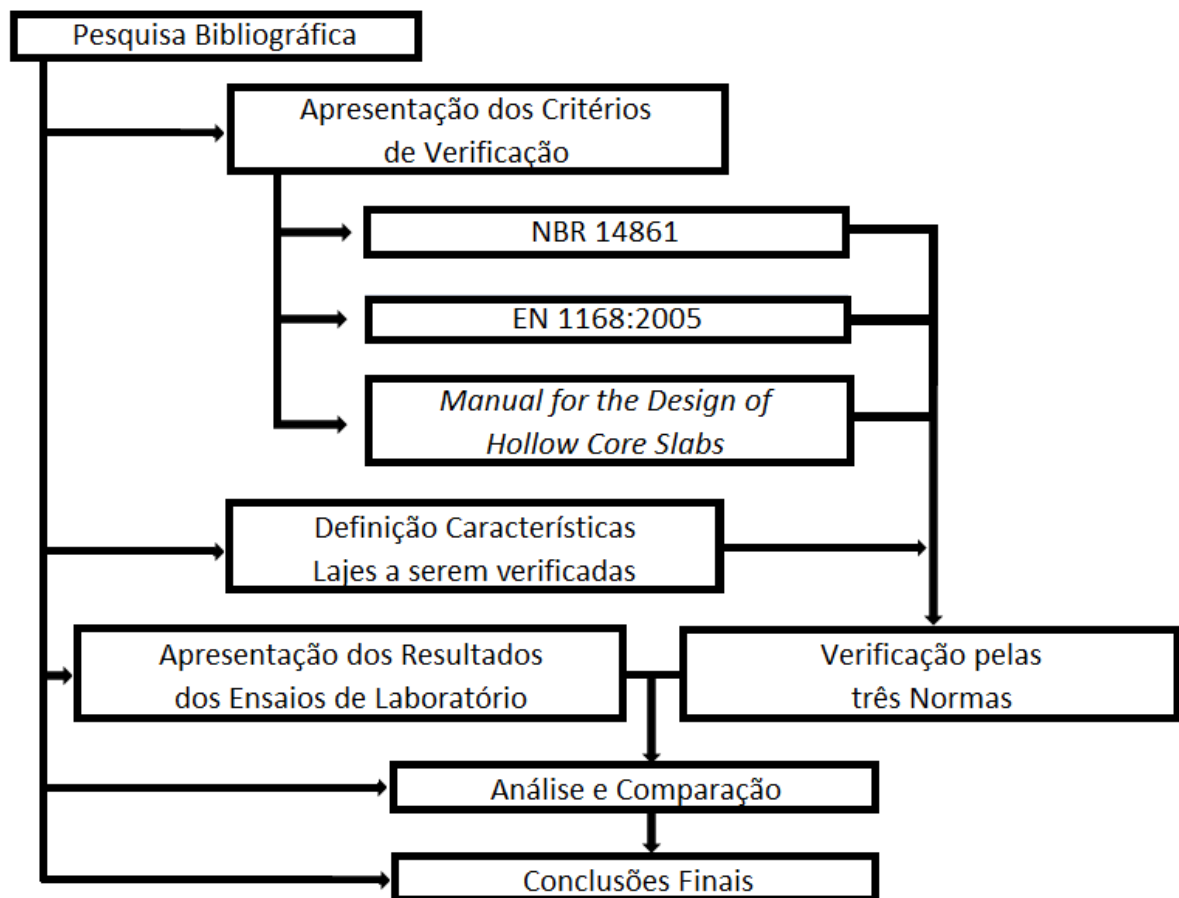 Pesquisa Bibliográfica
Apresentação dos Critérios
de Verificação
NBR 14861
EN 1168:2005
Manual for the Design of
Hollow Core Slabs
Definição Características
Lajes a serem verificadas
Apresentação dos Resultados
dos Ensaios de Laboratório
Verificação pelas
três Normas
Análise e Comparação
Conclusões Finais